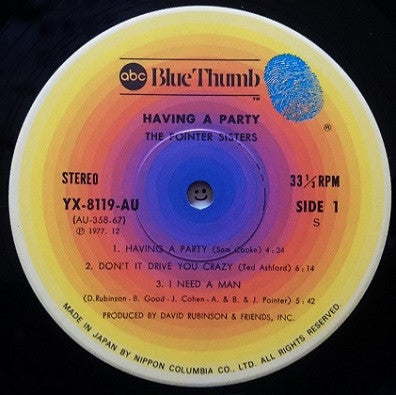 abc Blue Thumb ™
HAVING A PARTY
THE POINTER SISTERS
®
STEREO
33 ⅓ RPM
YX-8119-AU
SIDE 1
(AU-358-67)
S
Ⓟ 1977. 12
1. HAVING A PARTY (Sam Cooke) 4:34
2. DON'T IT DRIVE YOU CRAZY (Ted Ashford) 6:14
3. I NEED A MAN
(D. Rubinson - B. Good - J. Cohen - A. & B. & J. Pointer) 5:42
PRODUCED BY DAVID RUBINSON & FRIENDS, INC.
MADE IN JAPAN BY NIPPON COLUMBIA CO. LTD. ALL RIGHTS RESERVED.